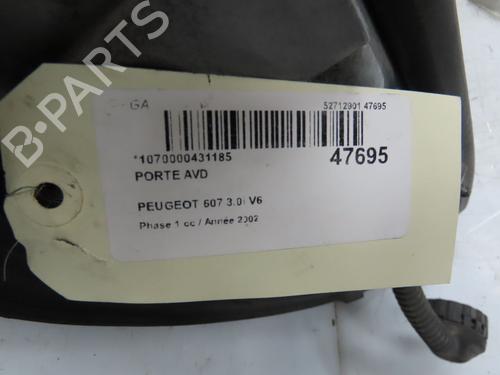 GA
52712901 47695
*1070000431185
47695
PORTE AVD
PEUGEOT 607 3.0i V6
Phase 1 cc / Année 2002
B-PARTS